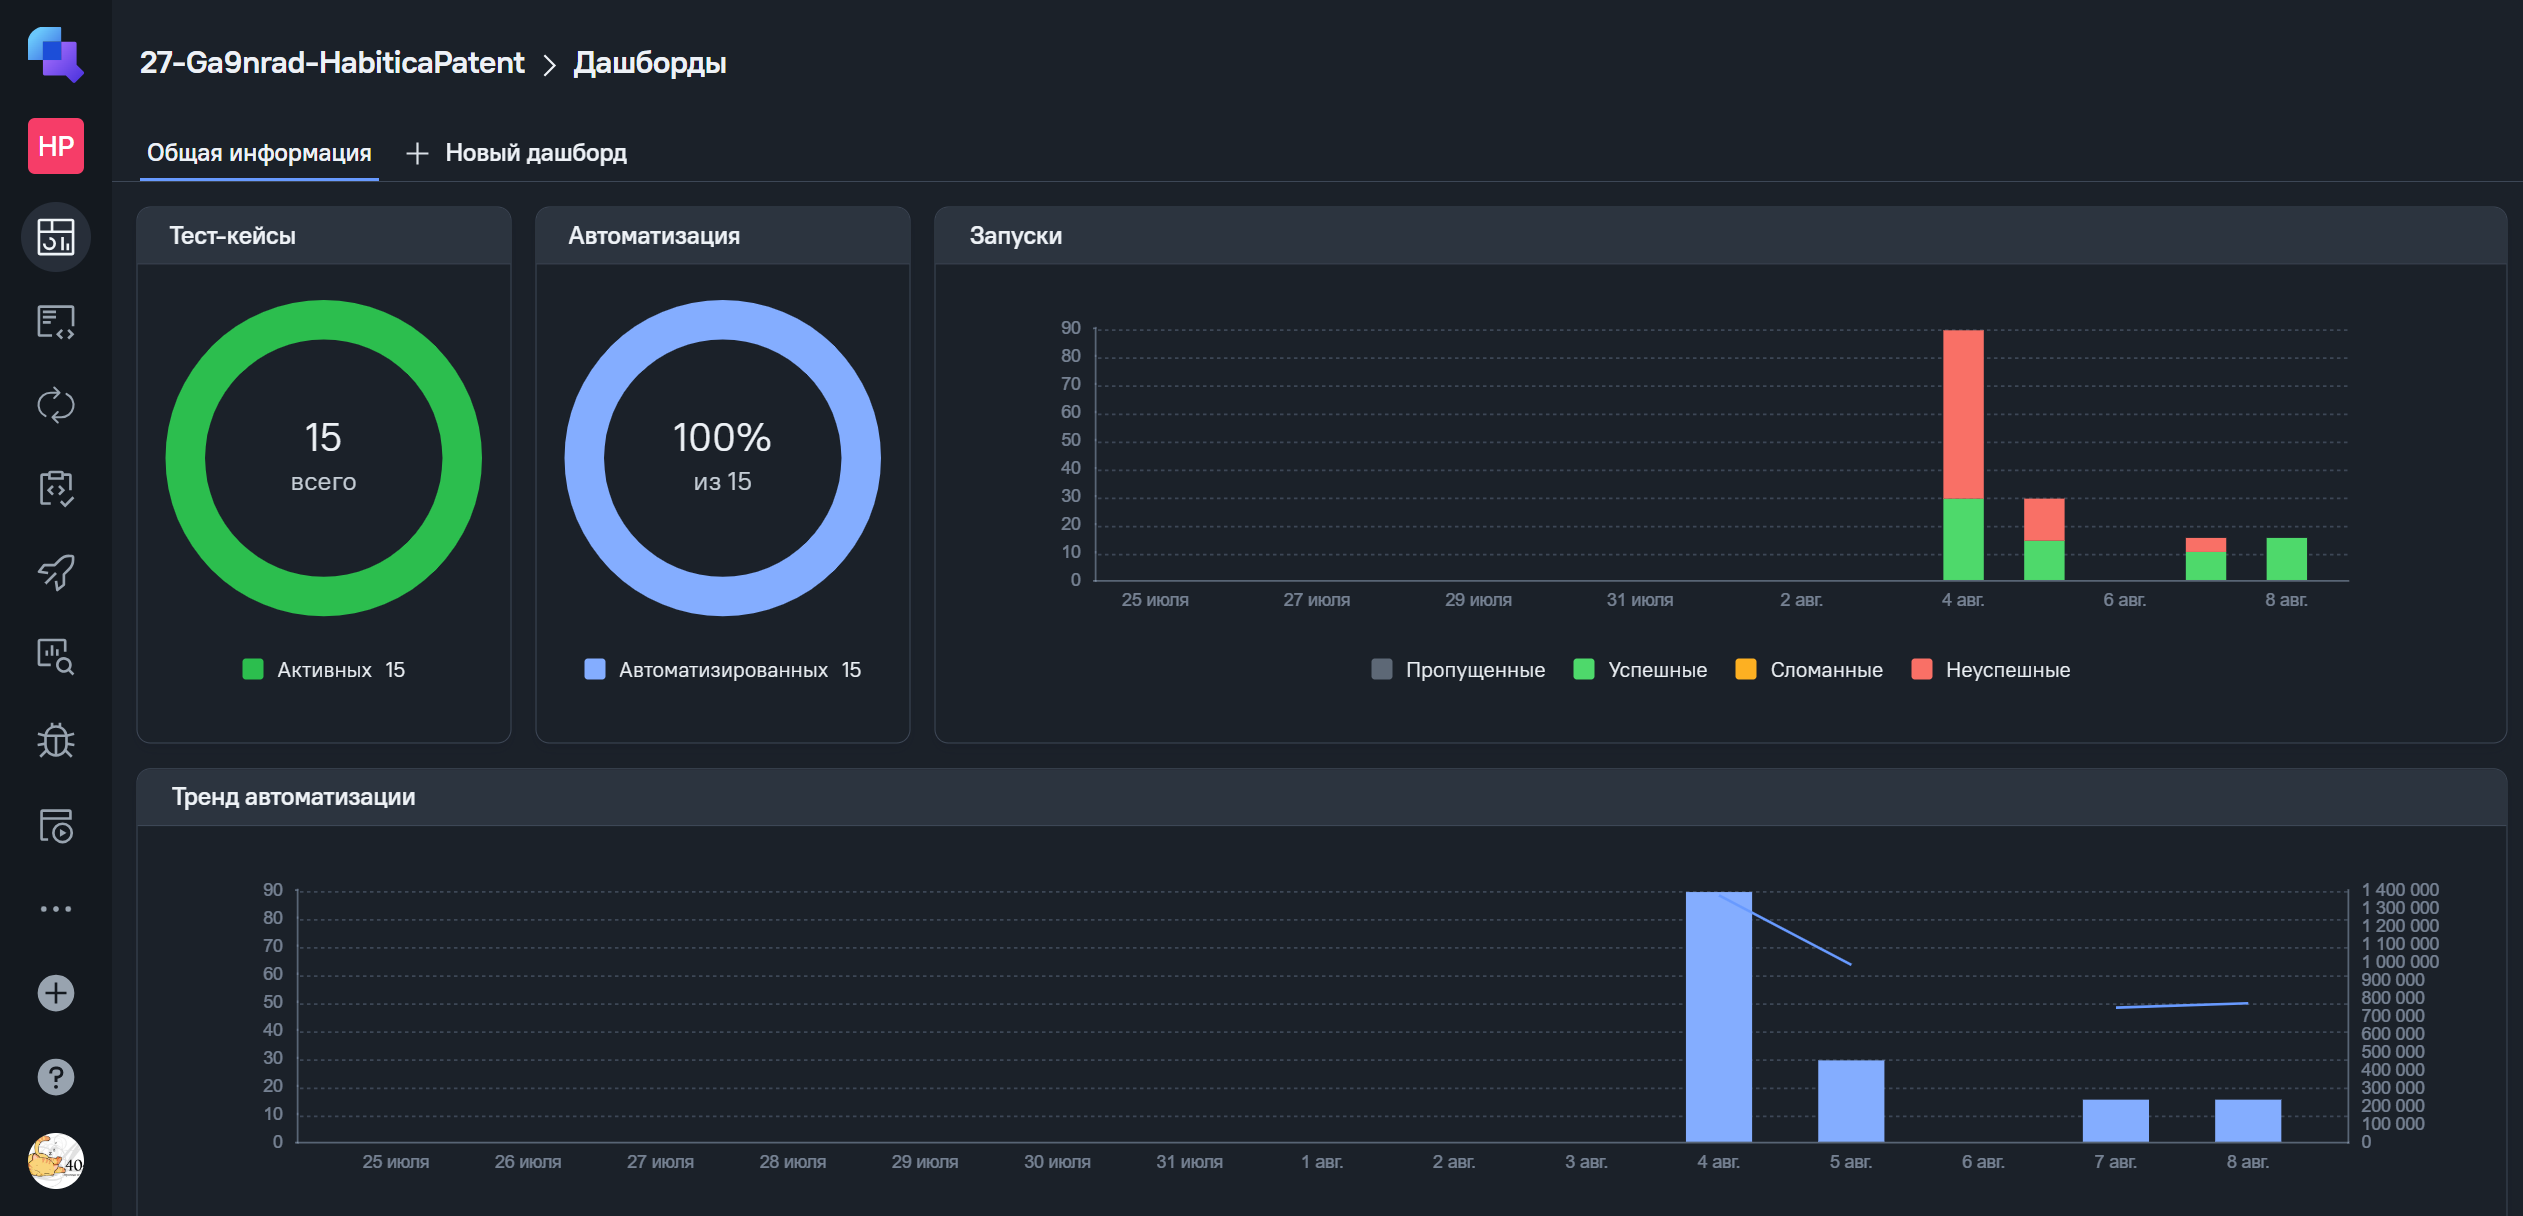 27-Ga9nrad-HabiticaPatent > Дашборды
HP
Общая информация + Новый дашборд
Тест-кейсы
15
всего
Активных 15
Автоматизация
100%
из 15
Автоматизированных 15
Запуски
90
80
70
60
50
40
30
20
10
0
25 июля 27 июля 29 июля 31 июля 2 авг. 4 авг. 6 авг. 8 авг.
Пропущенные Успешные Сломанные Неуспешные
Тренд автоматизации
90
80
70
60
50
40
30
20
10
0
1 400 000
1 300 000
1 200 000
1 100 000
1 000 000
900 000
800 000
700 000
600 000
500 000
400 000
300 000
200 000
100 000
0
25 июля 26 июля 27 июля 28 июля 29 июля 30 июля 31 июля 1 авг. 2 авг. 3 авг. 4 авг. 5 авг. 6 авг. 7 авг. 8 авг.
?
40